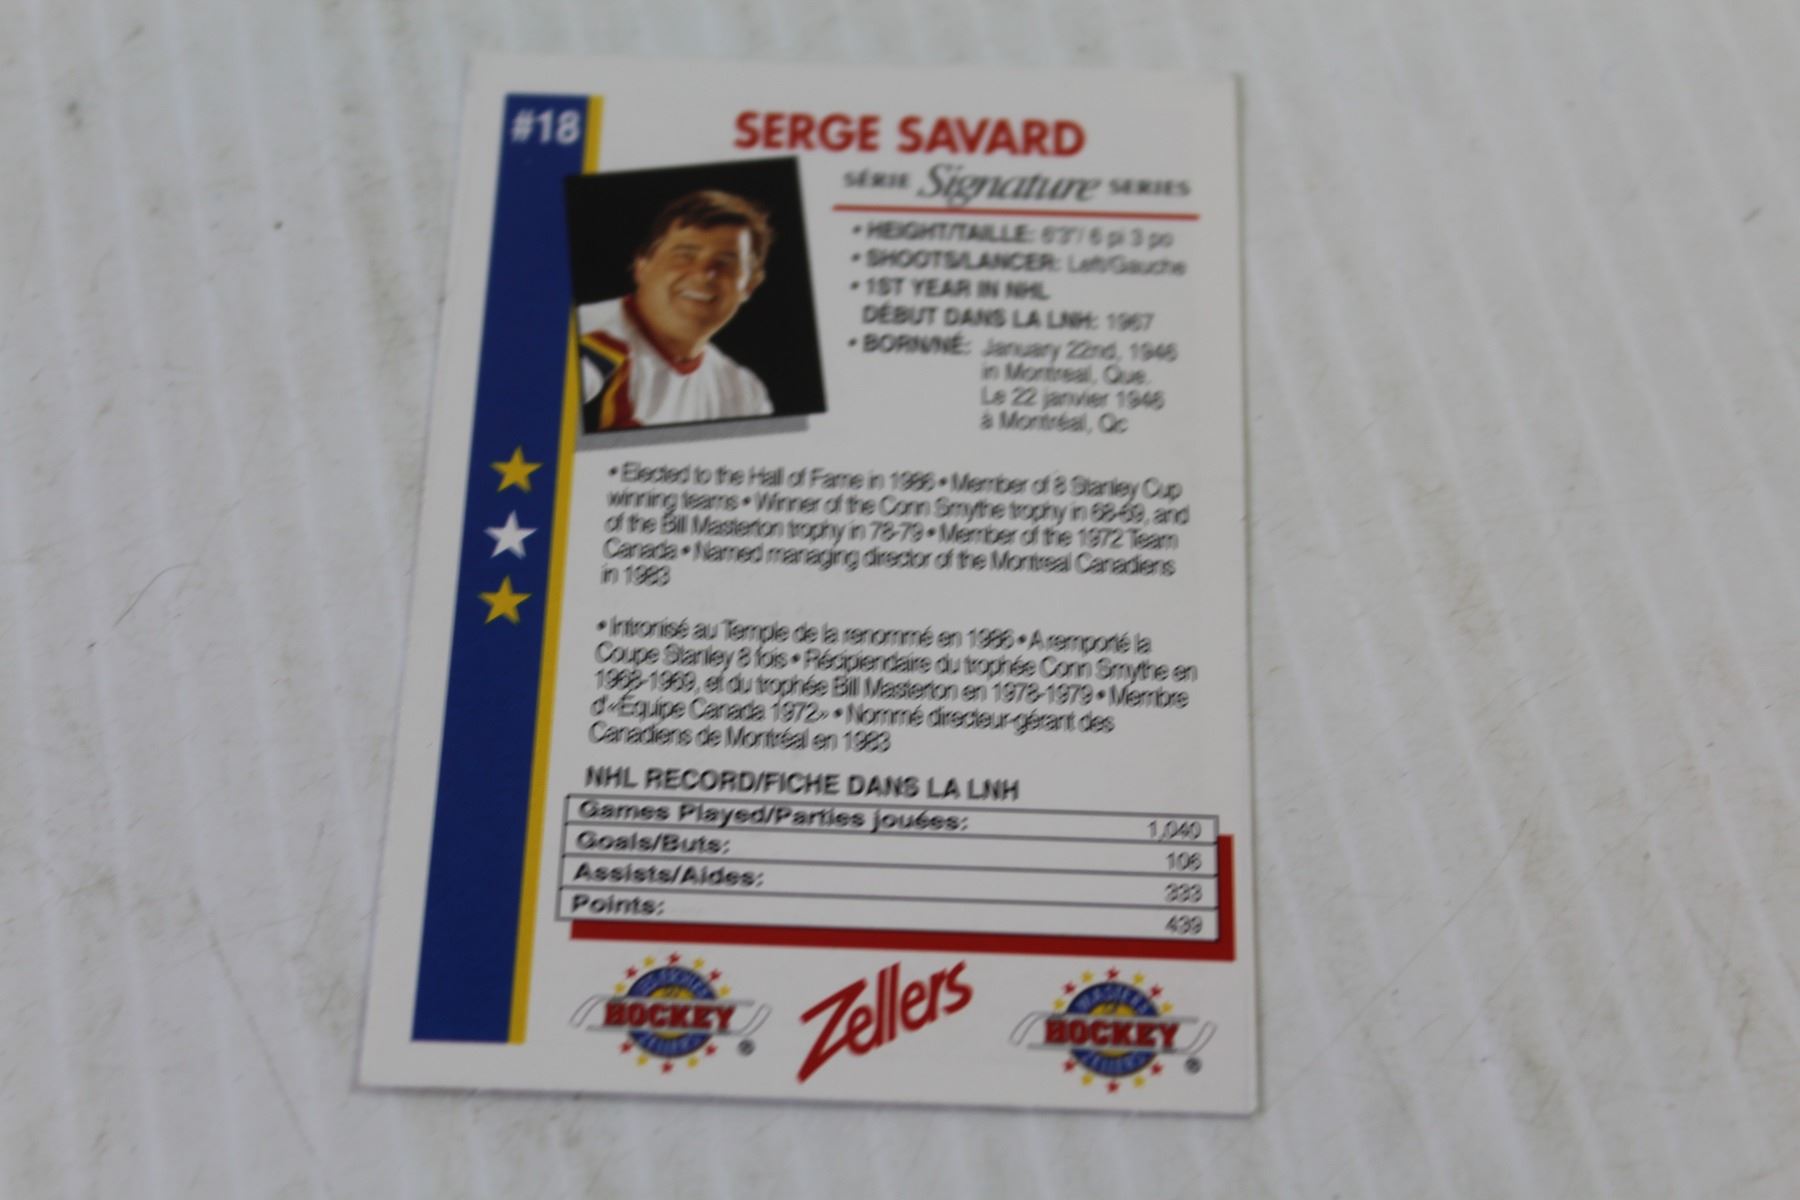 #18
SERGE SAVARD
SÉRIE Signature SERIES
• HEIGHT/TAILLE: 6'3"/ 6 pi 3 po
• SHOOTS/LANCER: Left/Gauche
• 1ST YEAR IN NHL
DÉBUT DANS LA LNH: 1967
• BORN/NÉ: January 22nd, 1946
in Montreal, Que.
Le 22 janvier 1946
à Montréal, Qc
• Elected to the Hall of Fame in 1986 • Member of 8 Stanley Cup
winning teams • Winner of the Conn Smythe trophy in 68-69, and
of the Bill Masterton trophy in 78-79 • Member of the 1972 Team
Canada • Named managing director of the Montreal Canadiens
in 1983
• Intronisé au Temple de la renommé en 1986 • A remporté la
Coupe Stanley 8 fois • Récipiendaire du trophée Conn Smythe en
1968-1969, et du trophée Bill Masterton en 1978-1979 • Membre
d'«Équipe Canada 1972» • Nommé directeur-gérant des
Canadiens de Montréal en 1983
NHL RECORD/FICHE DANS LA LNH
Games Played/Parties jouées: 1,040
Goals/Buts: 106
Assists/Aides: 333
Points: 439
HOCKEY
ZELLERS
®
Zellers
MASTERS
HOCKEY
ZELLERS
®